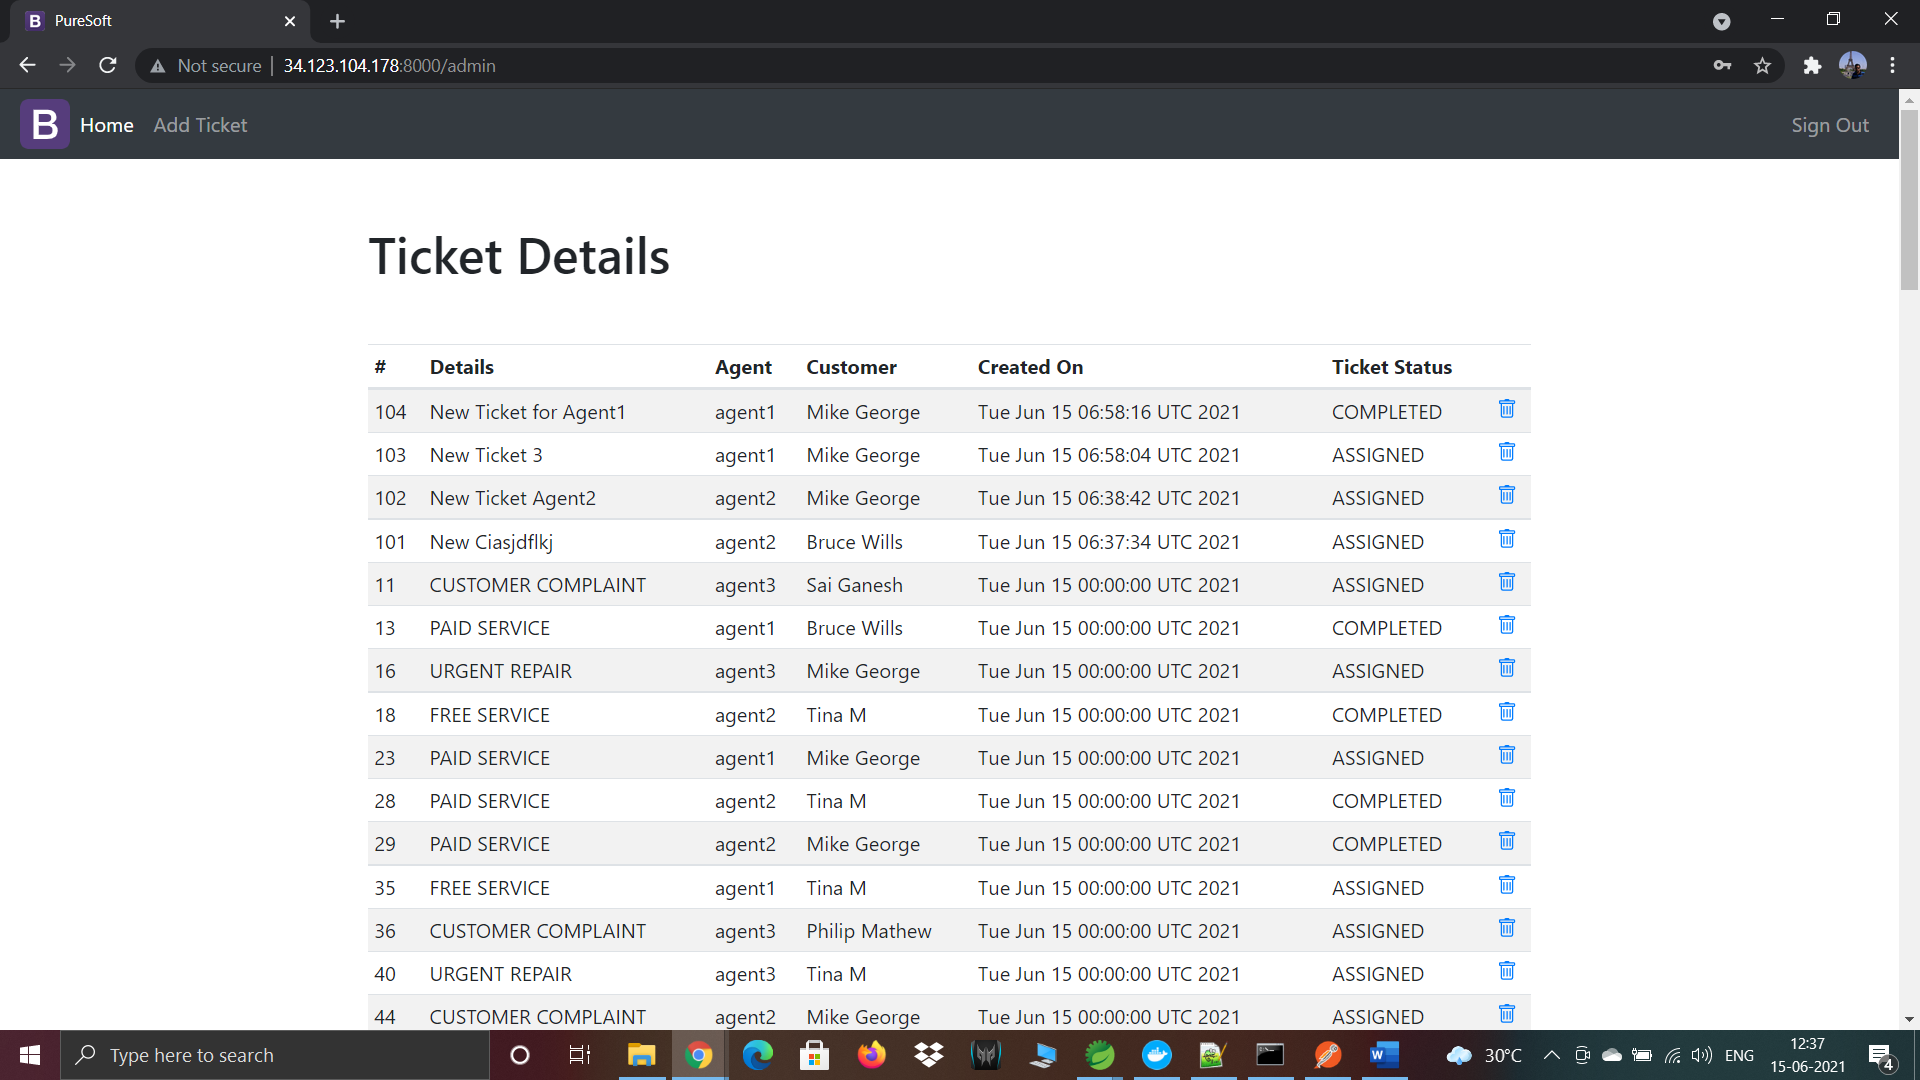 B PureSoft
Not secure 34.123.104.178:8000/admin
B Home Add Ticket Sign Out
Ticket Details
# Details Agent Customer Created On Ticket Status
104 New Ticket for Agent1 agent1 Mike George Tue Jun 15 06:58:16 UTC 2021 COMPLETED
103 New Ticket 3 agent1 Mike George Tue Jun 15 06:58:04 UTC 2021 ASSIGNED
102 New Ticket Agent2 agent2 Mike George Tue Jun 15 06:38:42 UTC 2021 ASSIGNED
101 New Ciasjdflkj agent2 Bruce Wills Tue Jun 15 06:37:34 UTC 2021 ASSIGNED
11 CUSTOMER COMPLAINT agent3 Sai Ganesh Tue Jun 15 00:00:00 UTC 2021 ASSIGNED
13 PAID SERVICE agent1 Bruce Wills Tue Jun 15 00:00:00 UTC 2021 COMPLETED
16 URGENT REPAIR agent3 Mike George Tue Jun 15 00:00:00 UTC 2021 ASSIGNED
18 FREE SERVICE agent2 Tina M Tue Jun 15 00:00:00 UTC 2021 COMPLETED
23 PAID SERVICE agent1 Mike George Tue Jun 15 00:00:00 UTC 2021 ASSIGNED
28 PAID SERVICE agent2 Tina M Tue Jun 15 00:00:00 UTC 2021 COMPLETED
29 PAID SERVICE agent2 Mike George Tue Jun 15 00:00:00 UTC 2021 COMPLETED
35 FREE SERVICE agent1 Tina M Tue Jun 15 00:00:00 UTC 2021 ASSIGNED
36 CUSTOMER COMPLAINT agent3 Philip Mathew Tue Jun 15 00:00:00 UTC 2021 ASSIGNED
40 URGENT REPAIR agent3 Tina M Tue Jun 15 00:00:00 UTC 2021 ASSIGNED
44 CUSTOMER COMPLAINT agent2 Mike George Tue Jun 15 00:00:00 UTC 2021 ASSIGNED
Type here to search 30°C ENG 12:37
15-06-2021 4